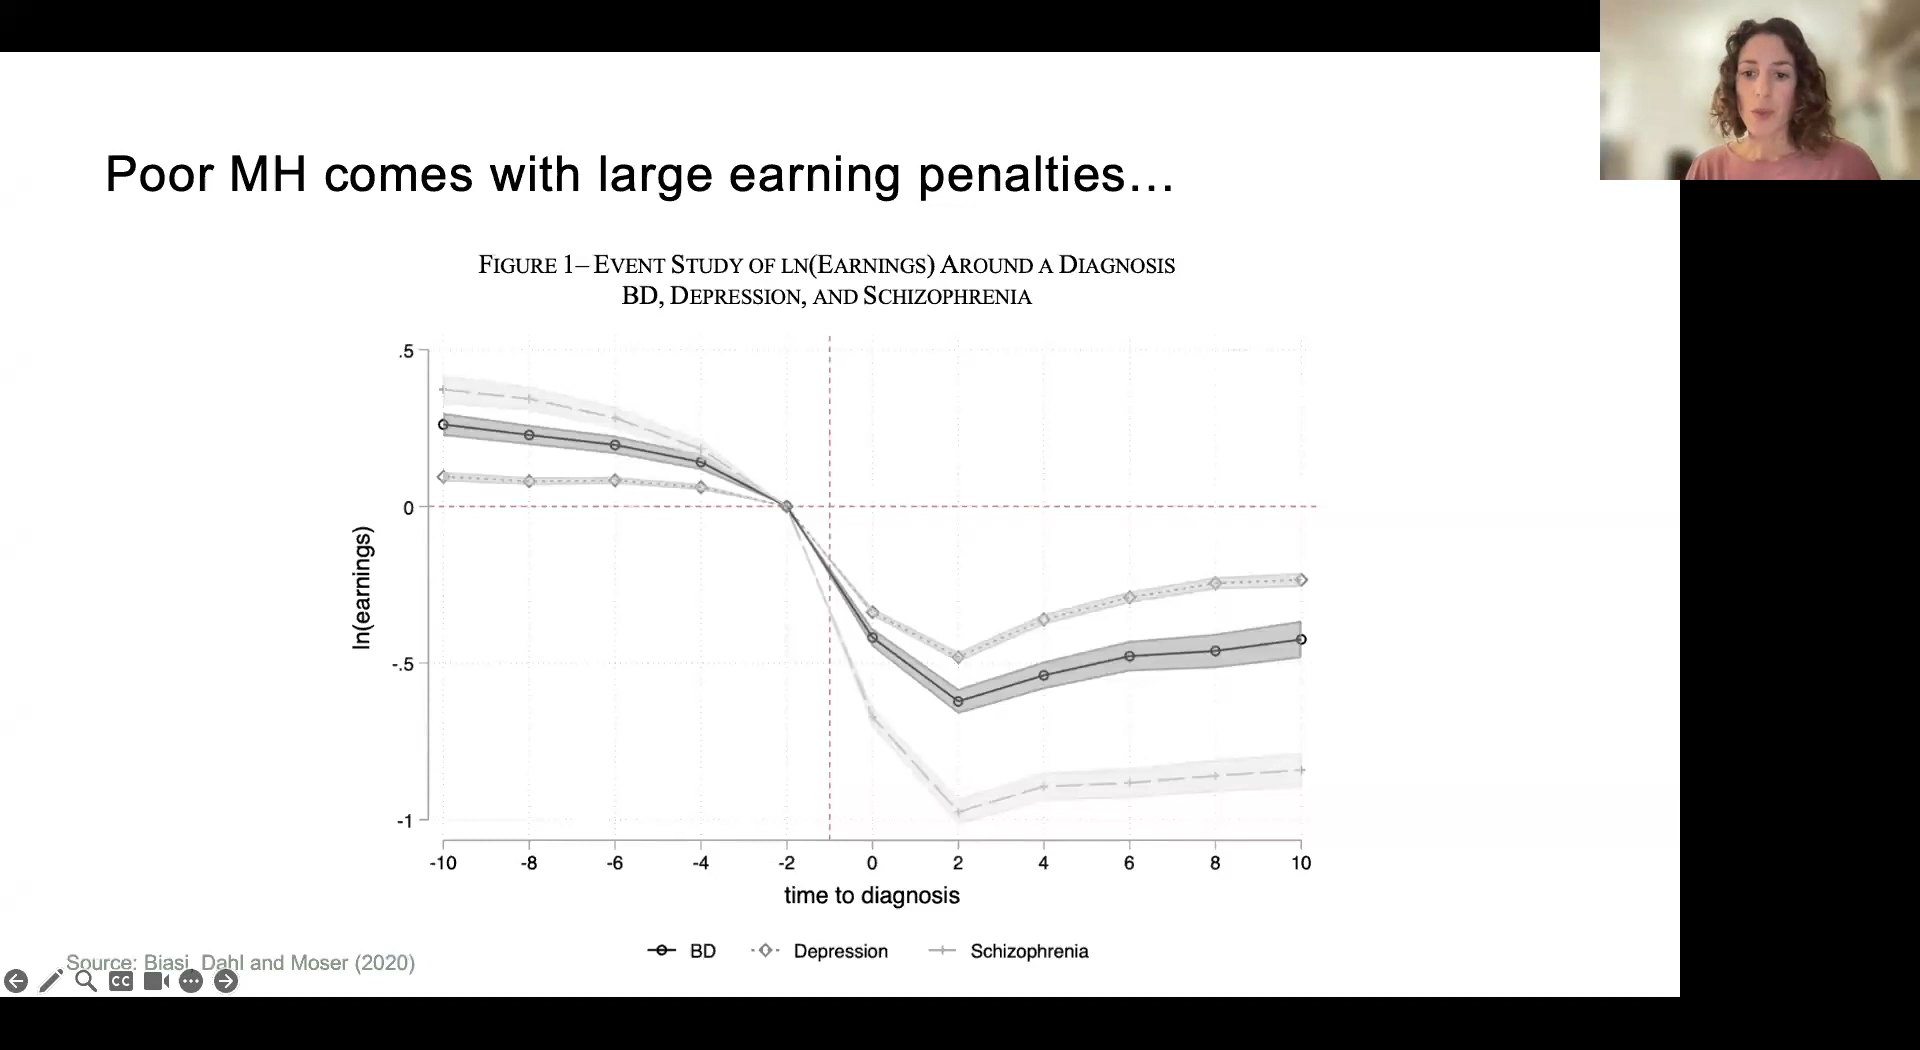 Poor MH comes with large earning penalties...
FIGURE 1– EVENT STUDY OF LN(EARNINGS) AROUND A DIAGNOSIS
BD, DEPRESSION, AND SCHIZOPHRENIA
.5
0
-.5
-1
ln(earnings)
-10 -8 -6 -4 -2 0 2 4 6 8 10
time to diagnosis
BD Depression Schizophrenia
Source: Biasi, Dahl and Moser (2020)
CC